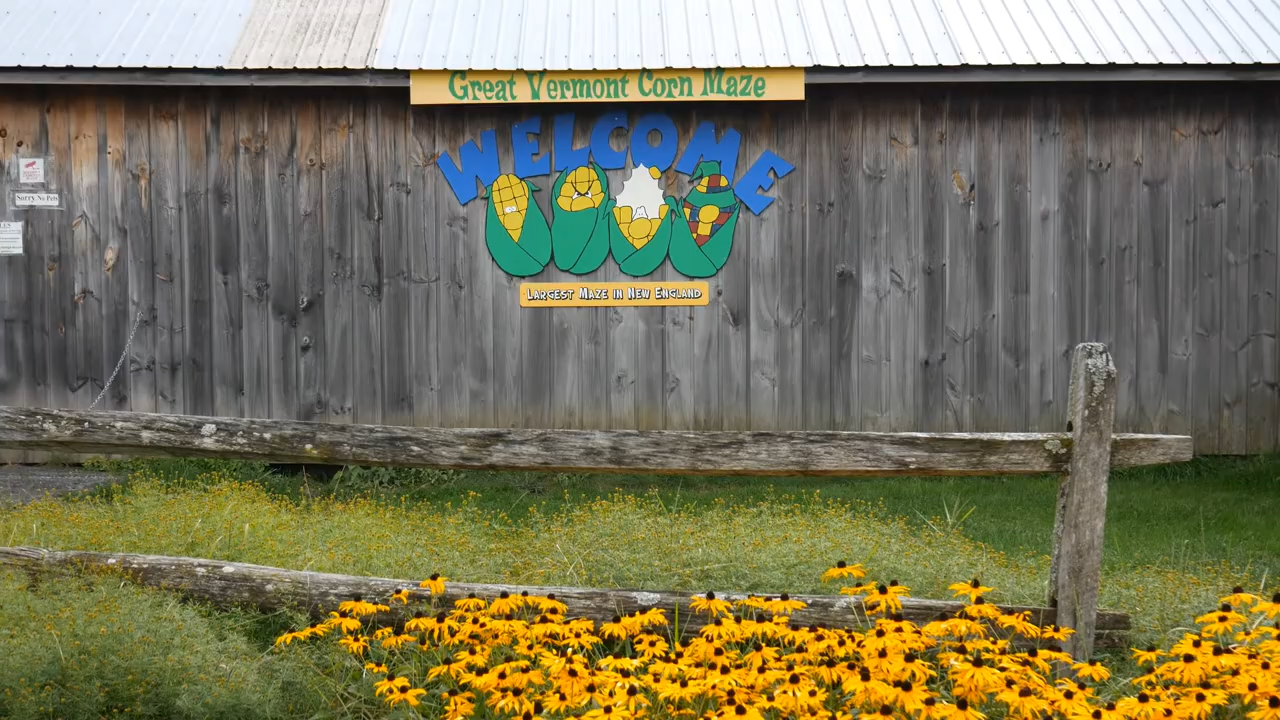 Great Vermont Corn Maze
WELCOME
Sorry No Pets
LARGEST MAZE IN NEW ENGLAND